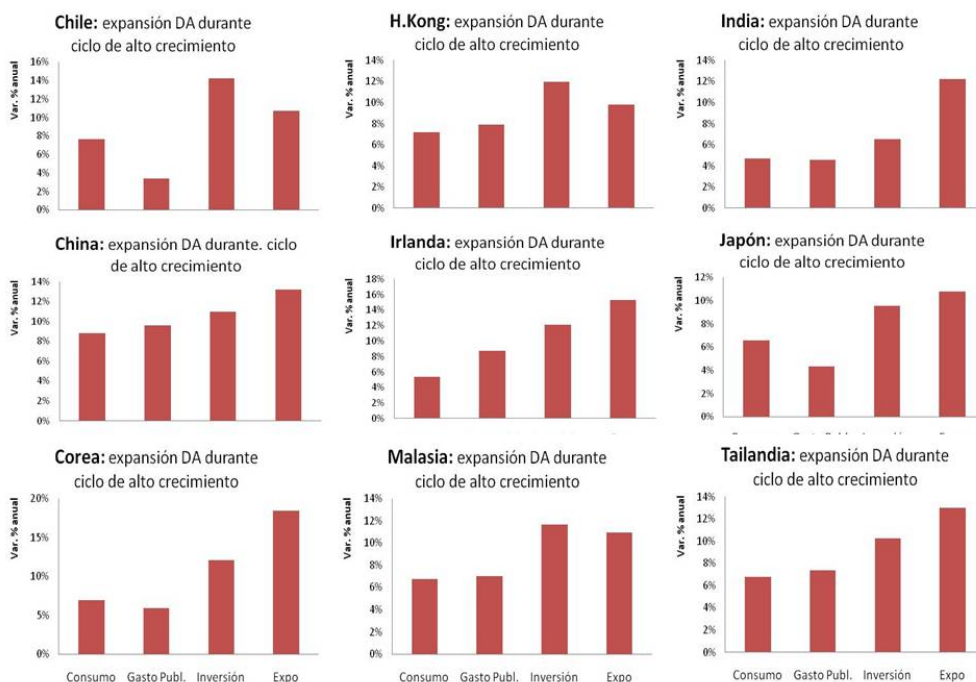 Chile: expansión DA durante
ciclo de alto crecimiento
Var. % anual
16%
14%
12%
10%
8%
6%
4%
2%
0%
H.Kong: expansión DA durante
ciclo de alto crecimiento
Var. % anual
14%
12%
10%
8%
6%
4%
2%
0%
India: expansión DA durante
ciclo de alto crecimiento
Var. % anual
14%
12%
10%
8%
6%
4%
2%
0%
China: expansión DA durante. ciclo
de alto crecimiento
Var. % anual
14%
12%
10%
8%
6%
4%
2%
0%
Irlanda: expansión DA durante
ciclo de alto crecimiento
Var. % anual
18%
16%
14%
12%
10%
8%
6%
4%
2%
0%
Japón: expansión DA durante
ciclo de alto crecimiento
Var. % anual
12%
10%
8%
6%
4%
2%
0%
Corea: expansión DA durante
ciclo de alto crecimiento
Var. % anual
20%
15%
10%
5%
0%
Consumo Gasto Publ. Inversión Expo
Malasia: expansión DA durante
ciclo de alto crecimiento
Var. % anual
14%
12%
10%
8%
6%
4%
2%
0%
Consumo Gasto Publ. Inversión Expo
Tailandia: expansión DA durante
ciclo de alto crecimiento
Var. % anual
14%
12%
10%
8%
6%
4%
2%
0%
Consumo Gasto Publ. Inversión Expo